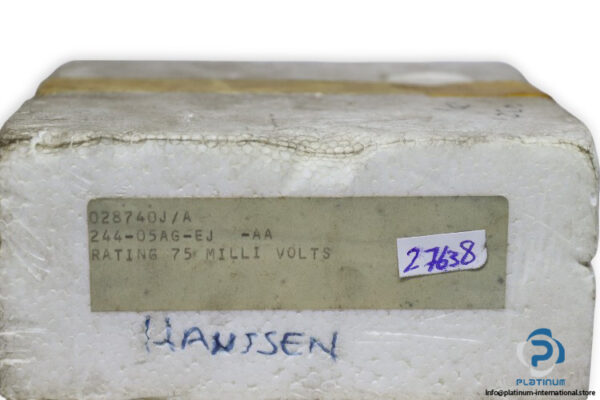 028740J/A
244-05AG-EJ -AA
RATING 75 MILLI VOLTS
27638
HANSSEN
PLATINUM
info@platinum-international.store